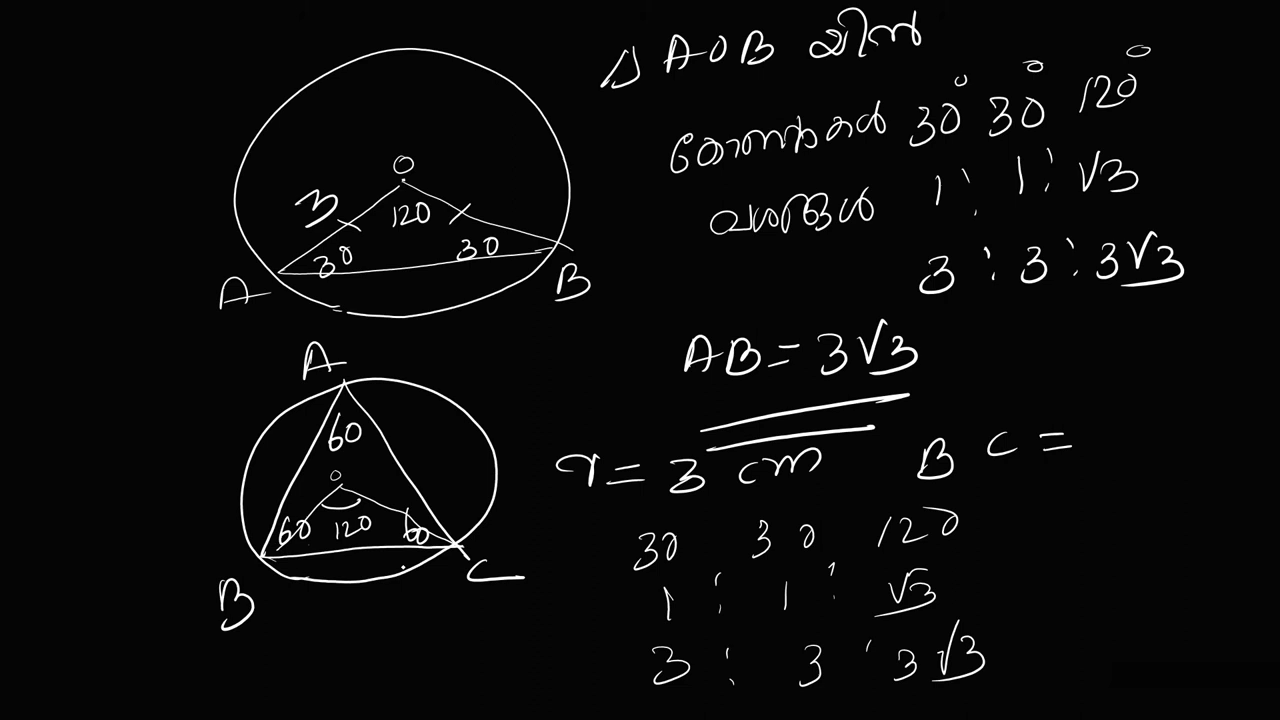 △ AOB യിൽ
കോണുകൾ 30° 30° 120°
വശങ്ങൾ 1 : 1 : √3
3 : 3 : 3√3
O
3
120
30 30
A B
AB = 3√3
r = 3 cm BC =
30 30 120
1 : 1 : √3
3 : 3 : 3√3
A
60
O
60 120 60
B C